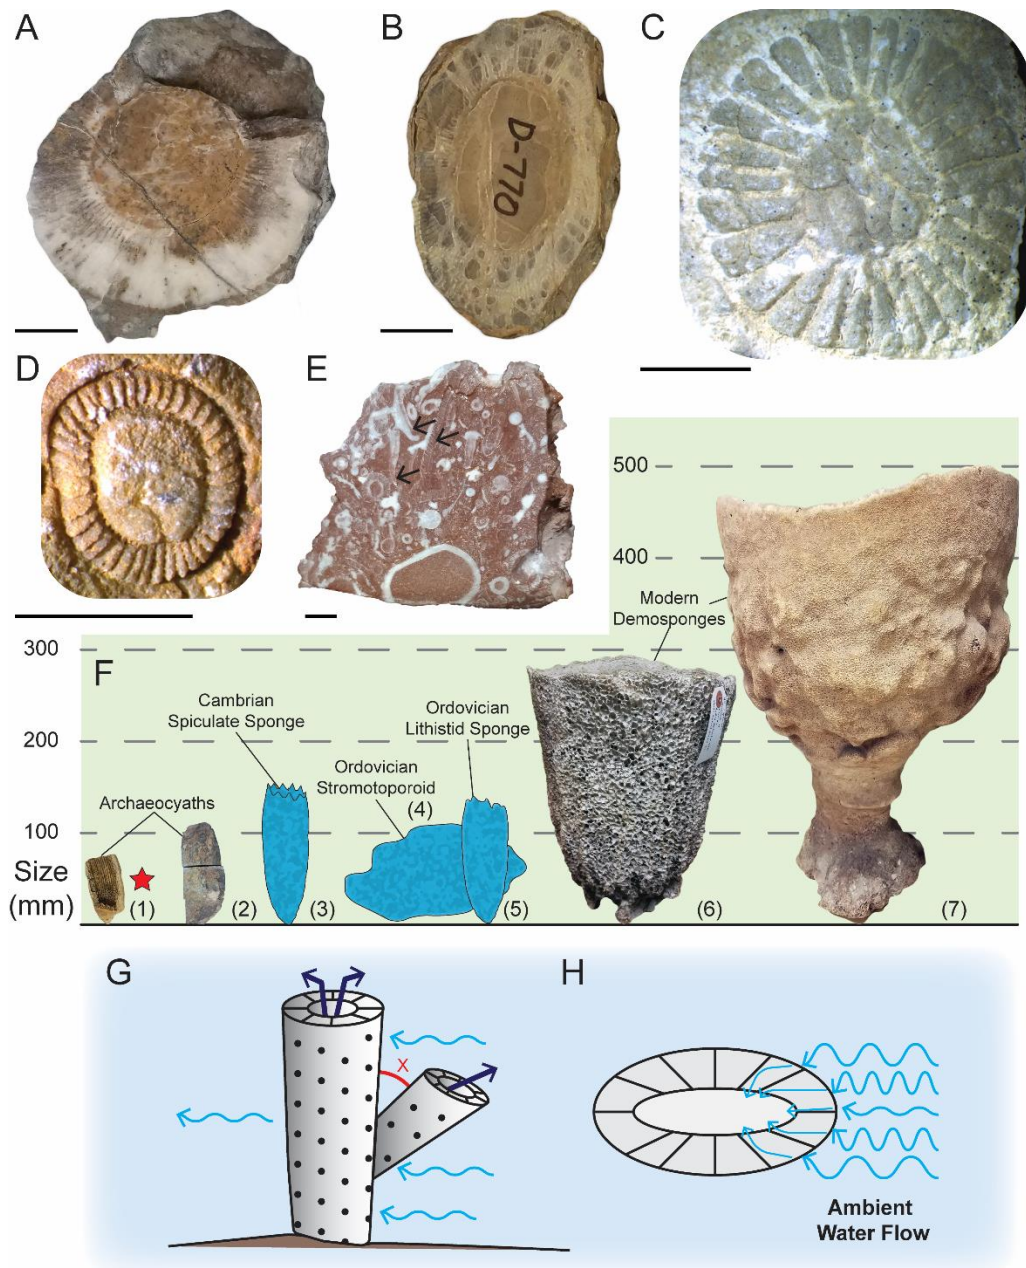 A
B
C
D-770
D
E
500
400
Modern
Demosponges
300
F
Cambrian
Spiculate Sponge
Ordovician
Lithistid Sponge
200
Ordovician
Stromotoporoid
(4)
Archaeocyaths
100
Size
(mm)
(1)
(2)
(3)
(5)
(6)
(7)
G
H
X
Ambient
Water Flow